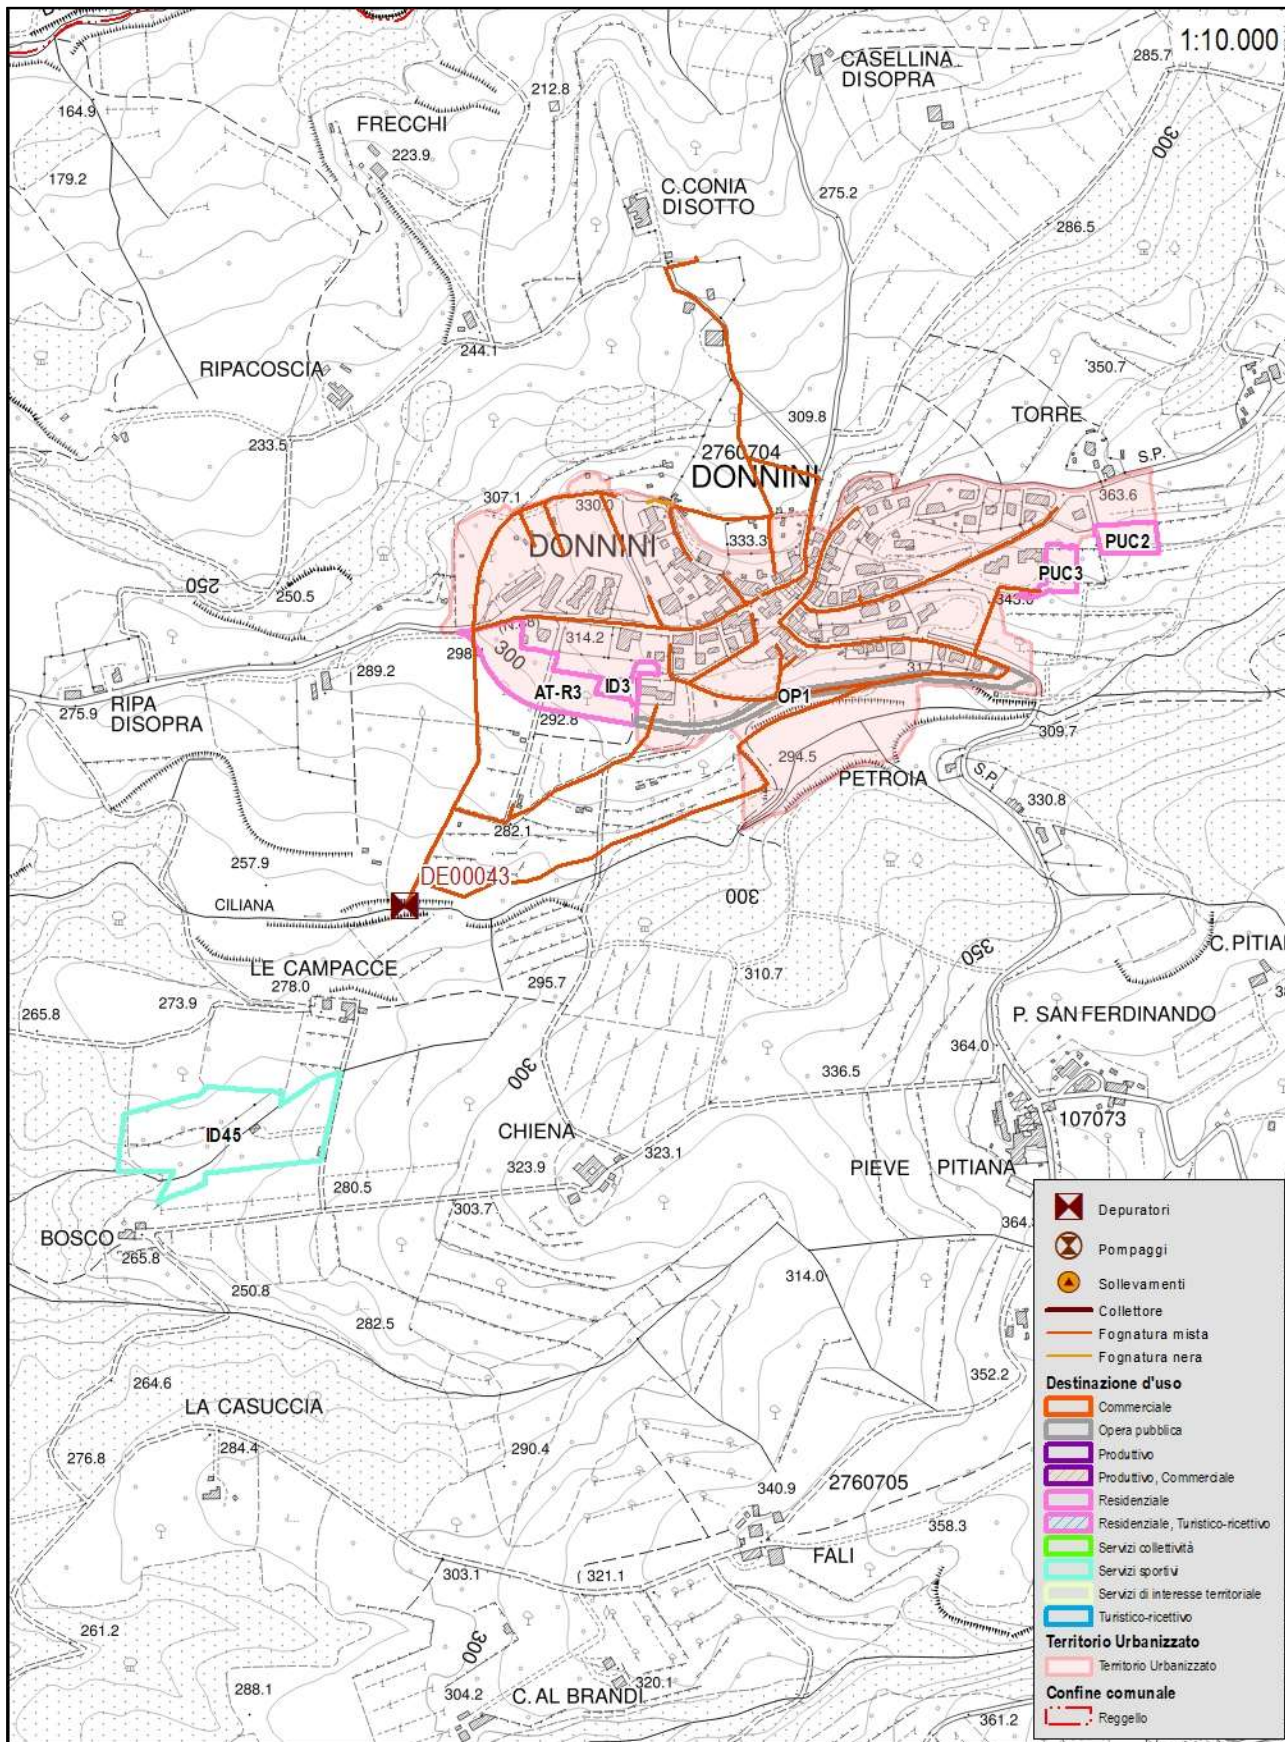 1:10.000
CASELLINA
DISOPRA
285.7
164.9
212.8
FRECCHI
223.9
300
179.2
C.CONIA
DISOTTO
275.2
286.5
244.1
RIPACOSCIA
350.7
309.8
TORRE
233.5
2760704
DONNINI
S.P.
307.1
330.0
363.6
333.3
DONNINI
PUC2
PUC3
250
250.5
314.2
300
317.1
289.2
AT-R3
ID3
OP1
RIPA
DISOPRA
275.9
292.8
309.7
294.5
PETROIA
S.P.
330.8
282.1
257.9
DE00043
CILIANA
300
350
LE CAMPACCE
278.0
295.7
310.7
273.9
265.8
P. SAN FERDINANDO
364.0
300
336.5
107073
ID45
CHIENA
323.9
323.1
PIEVE PITIANA
280.5
303.7
BOSCO
265.8
250.8
314.0
282.5
352.2
264.6
LA CASUCCIA
284.4
276.8
290.4
340.9
2760705
358.3
FALI
303.1
321.1
261.2
300
288.1
304.2
C. AL BRANDI
320.1
361.2
Depuratori
Pompaggi
Sollevamenti
Collettore
Fognatura mista
Fognatura nera
Destinazione d'uso
Commerciale
Opera pubblica
Produttivo
Produttivo, Commerciale
Residenziale
Residenziale, Turistico-ricettivo
Servizi collettività
Servizi sportivi
Servizi di interesse territoriale
Turistico-ricettivo
Territorio Urbanizzato
Territorio Urbanizzato
Confine comunale
Reggello